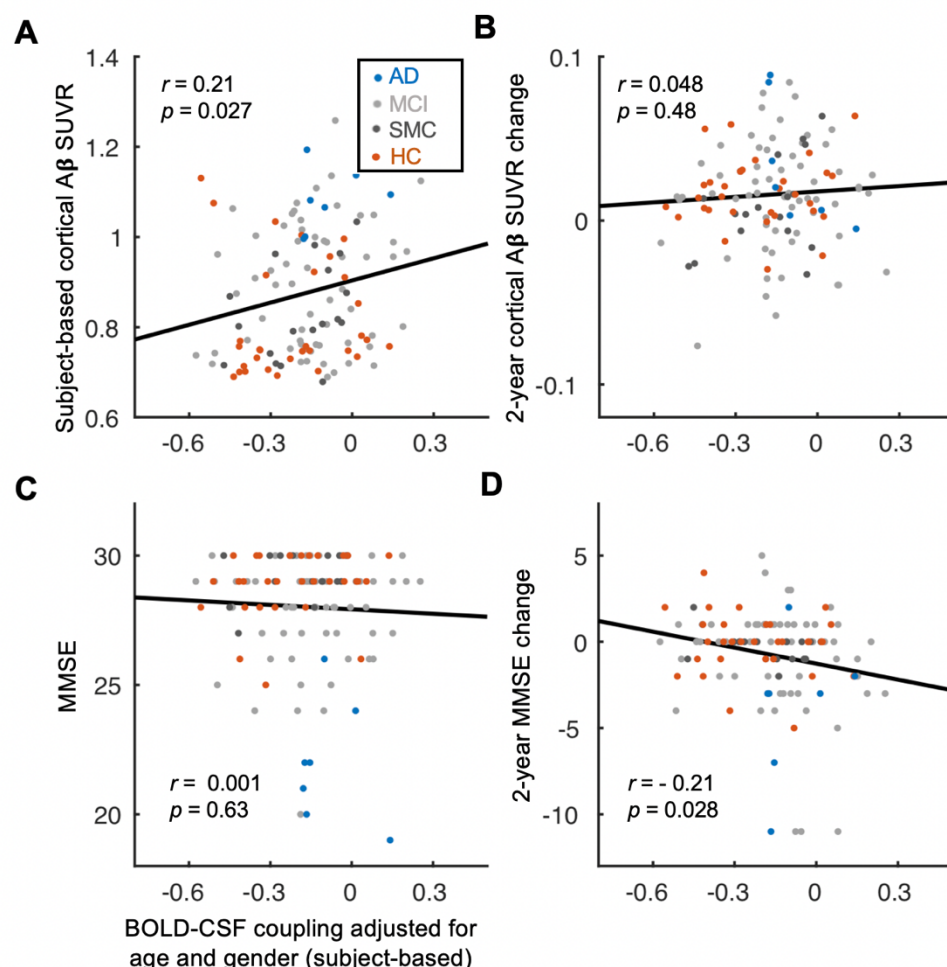 A
Subject-based cortical Aβ SUVR
1.4
1.2
1
0.8
0.6
r = 0.21
p = 0.027
AD
MCI
SMC
HC
-0.6
-0.3
0
0.3
B
2-year cortical Aβ SUVR change
0.1
0
-0.1
r = 0.048
p = 0.48
-0.6
-0.3
0
0.3
C
MMSE
30
25
20
r = 0.001
p = 0.63
-0.6
-0.3
0
0.3
BOLD-CSF coupling adjusted for
age and gender (subject-based)
D
2-year MMSE change
5
0
-5
-10
r = - 0.21
p = 0.028
-0.6
-0.3
0
0.3